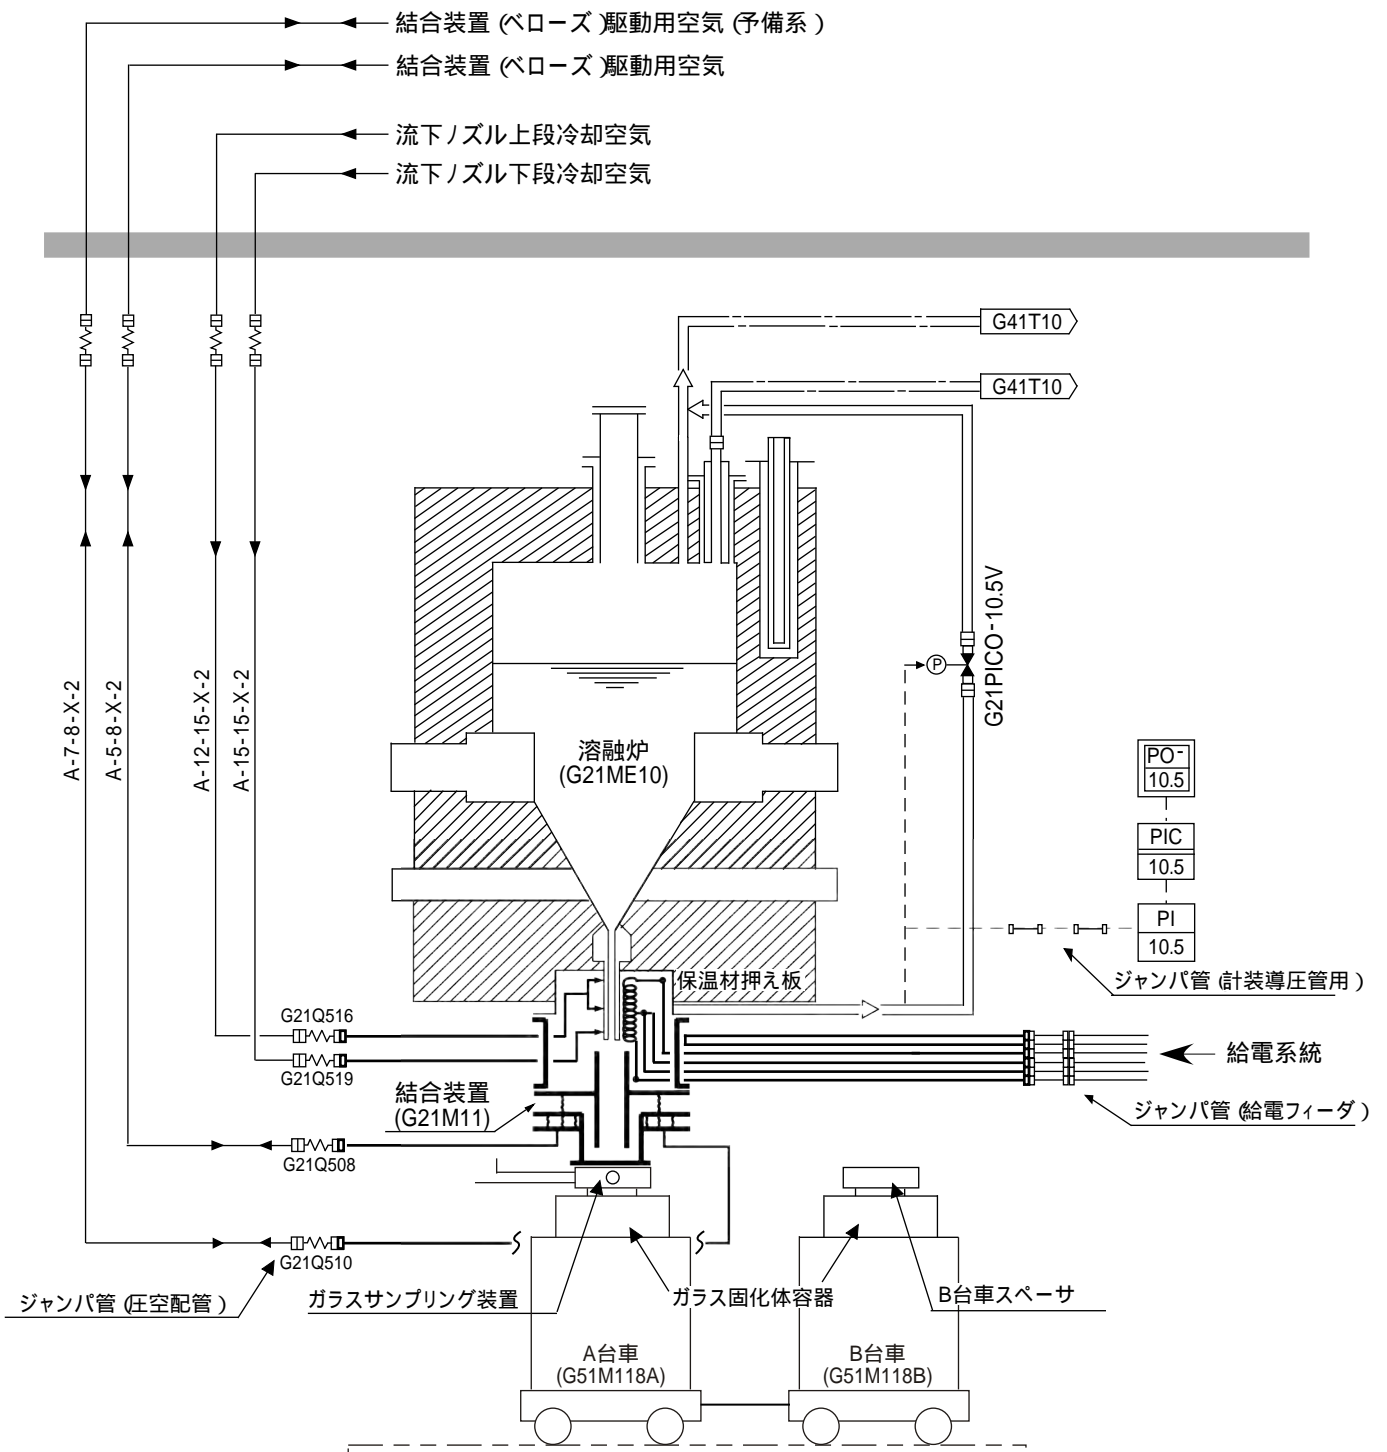 結合装置 (ベローズ )駆動用空気 (予備系 )
結合装置 (ベローズ )駆動用空気
流下ノズル上段冷却空気
流下ノズル下段冷却空気
G41T10
G41T10
A-7-8-X-2
A-5-8-X-2
A-12-15-X-2
A-15-15-X-2
溶融炉
(G21ME10)
P
G21PICO-10.5V
PO-
10.5
PIC
10.5
PI
10.5
ジャンパ管 (計装導圧管用 )
保温材押え板
G21Q516
G21Q519
給電系統
ジャンパ管 (給電フィーダ )
結合装置
(G21M11)
G21Q508
G21Q510
ジャンパ管 (圧空配管 )
ガラスサンプリング装置
ガラス固化体容器
B台車スペーサ
A台車
(G51M118A)
B台車
(G51M118B)